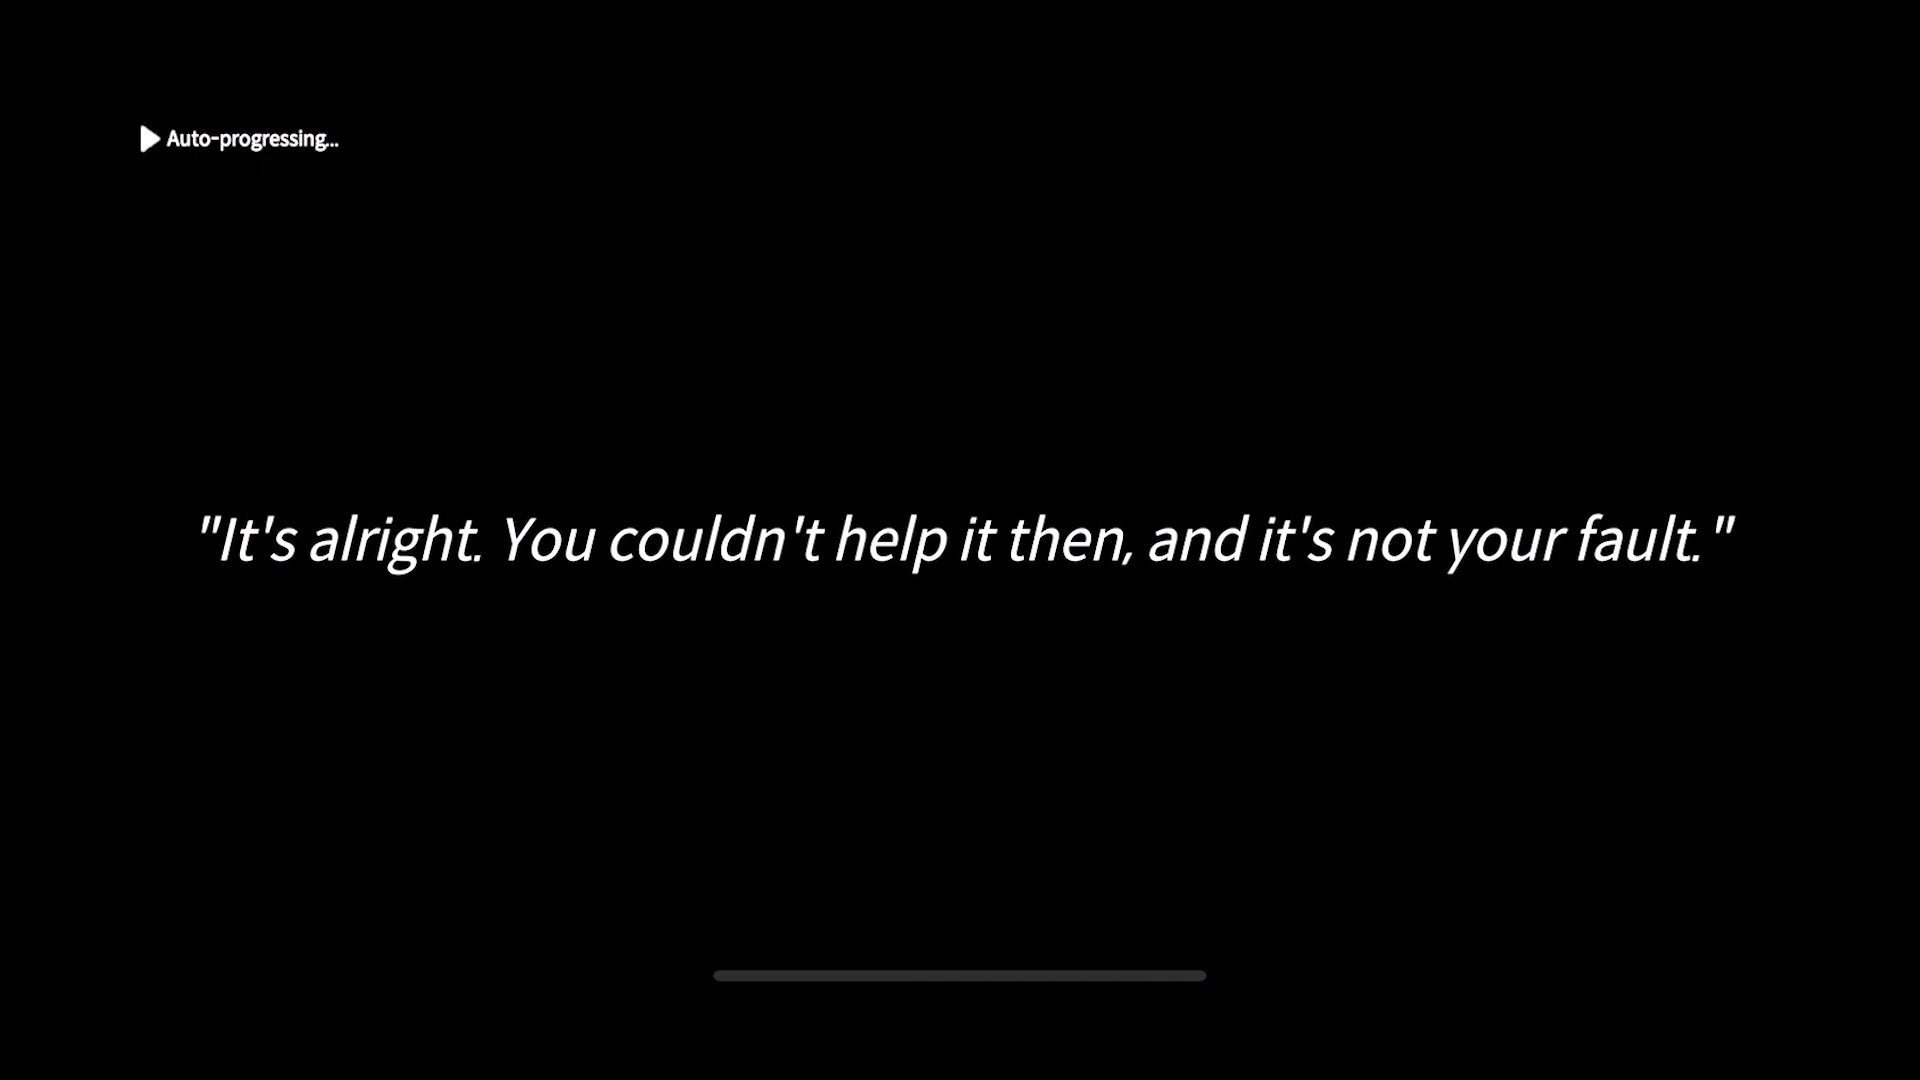 Auto-progressing...
"It's alright. You couldn't help it then, and it's not your fault."